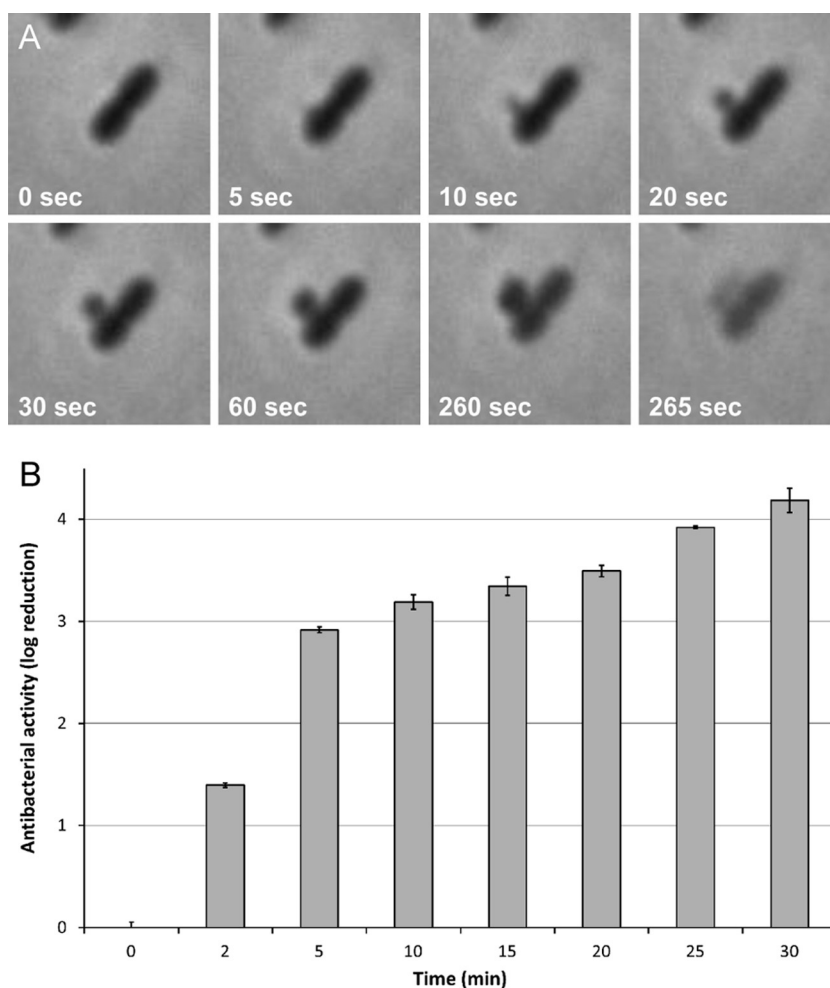 A
0 sec
5 sec
10 sec
20 sec
30 sec
60 sec
260 sec
265 sec
B
Antibacterial activity (log reduction)
4
3
2
1
0
0 2 5 10 15 20 25 30
Time (min)